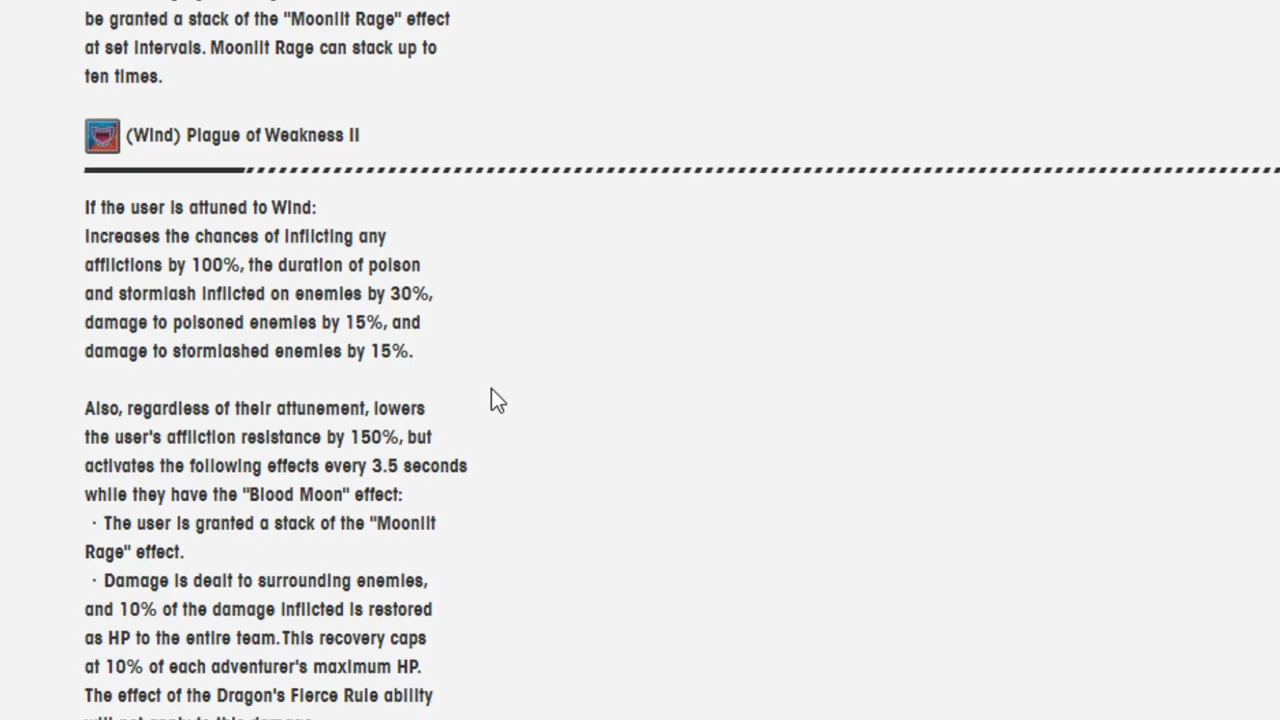 be granted a stack of the "Moonlit Rage" effect
at set intervals. Moonlit Rage can stack up to
ten times.
(Wind) Plague of Weakness II
If the user is attuned to Wind:
Increases the chances of inflicting any
afflictions by 100%, the duration of poison
and stormlash inflicted on enemies by 30%,
damage to poisoned enemies by 15%, and
damage to stormlashed enemies by 15%.
Also, regardless of their attunement, lowers
the user's affliction resistance by 150%, but
activates the following effects every 3.5 seconds
while they have the "Blood Moon" effect:
· The user is granted a stack of the "Moonlit
Rage" effect.
· Damage is dealt to surrounding enemies,
and 10% of the damage inflicted is restored
as HP to the entire team. This recovery caps
at 10% of each adventurer's maximum HP.
The effect of the Dragon's Fierce Rule ability
will not apply to this damage.